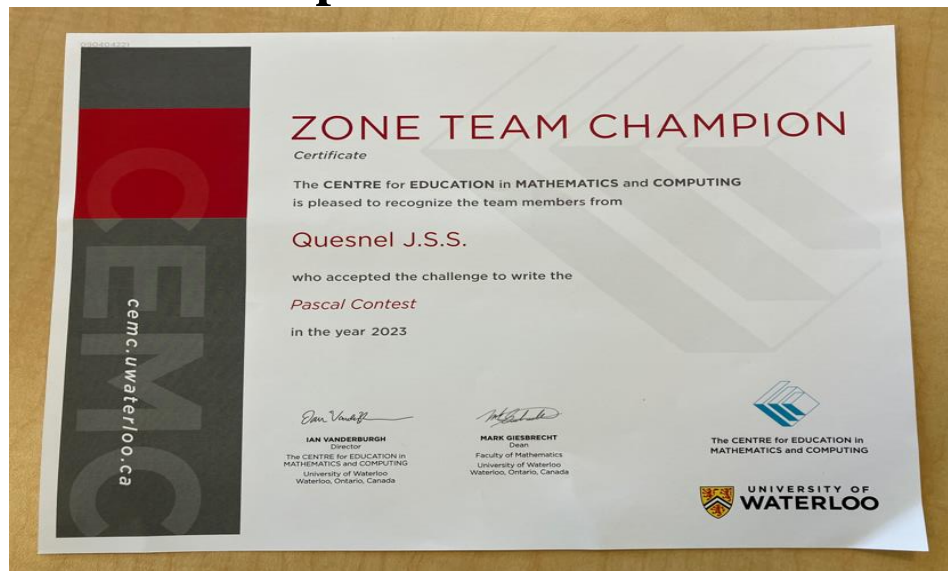 ZONE TEAM CHAMPION
Certificate
The CENTRE for EDUCATION in MATHEMATICS and COMPUTING
is pleased to recognize the team members from
Quesnel J.S.S.
who accepted the challenge to write the
Pascal Contest
in the year 2023
CEMC
cemc.uwaterloo.ca
IAN VANDERBURGH
Director
The CENTRE for EDUCATION in
MATHEMATICS and COMPUTING
University of Waterloo
Waterloo, Ontario, Canada
MARK GIESBRECHT
Dean
Faculty of Mathematics
University of Waterloo
Waterloo, Ontario, Canada
The CENTRE for EDUCATION in
MATHEMATICS and COMPUTING
UNIVERSITY OF
WATERLOO